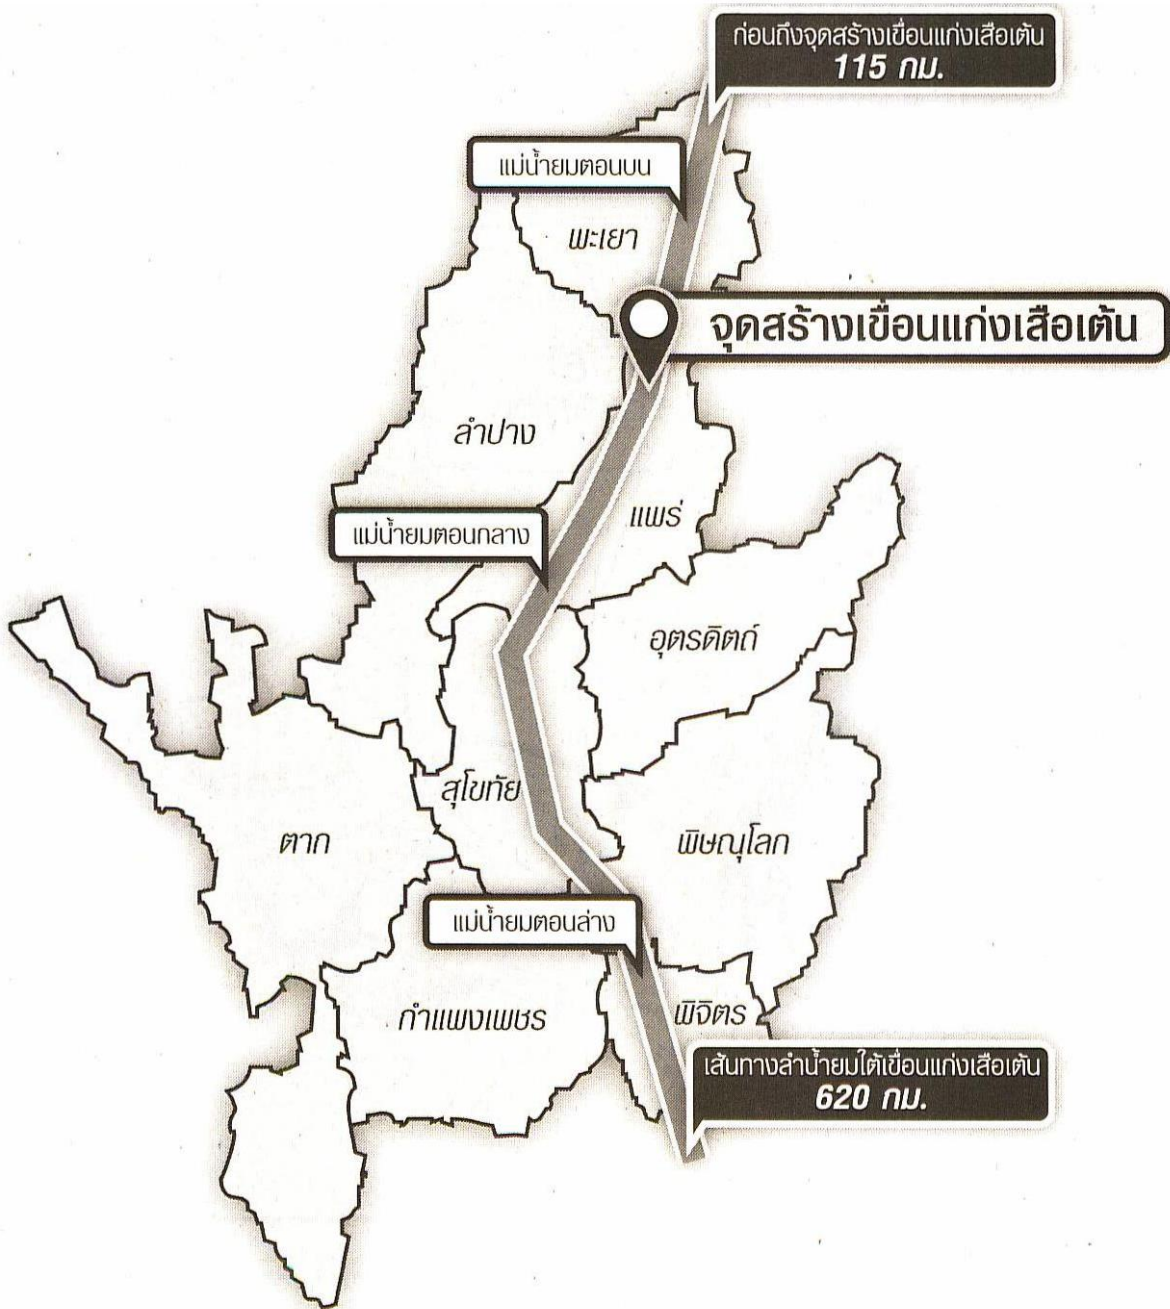 ก่อนถึงจุดสร้างเขื่อนแก่งเสือเต้น
115 กม.
แม่น้ำยมตอนบน
พะเยา
จุดสร้างเขื่อนแก่งเสือเต้น
ลำปาง
แพร่
แม่น้ำยมตอนกลาง
อุตรดิตถ์
สุโขทัย
ตาก
พิษณุโลก
แม่น้ำยมตอนล่าง
กำแพงเพชร
พิจิตร
เส้นทางลำน้ำยมใต้เขื่อนแก่งเสือเต้น
620 กม.